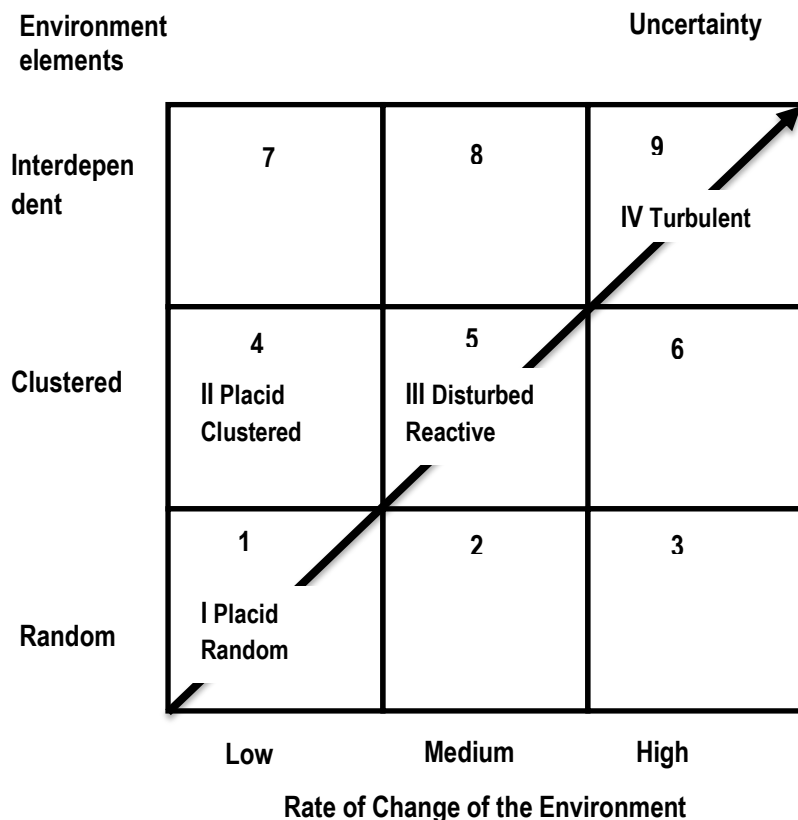 Environment
elements
Uncertainty
Interdepen
dent
7
8
9
IV Turbulent
Clustered
4
5
6
II Placid
Clustered
III Disturbed
Reactive
Random
1
2
3
I Placid
Random
Low
Medium
High
Rate of Change of the Environment